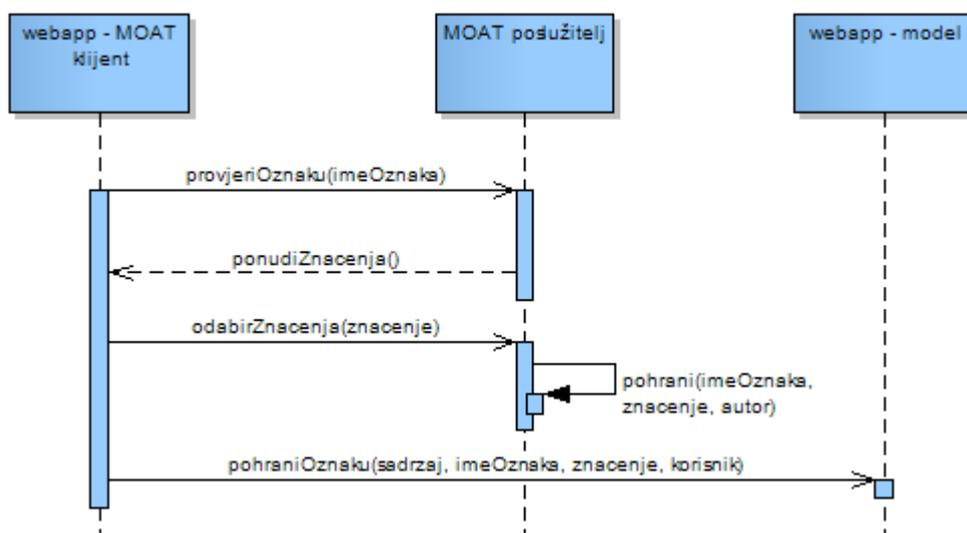 webapp - MOAT
klijent
MOAT poslužitelj
webapp - model
provjeriOznaku(imeOznaka)
ponudiZnacenja()
odabirZnacenja(znacenje)
pohrani(imeOznaka,
znacenje, autor)
pohraniOznaku(sadrzaj, imeOznaka, znacenje, korisnik)